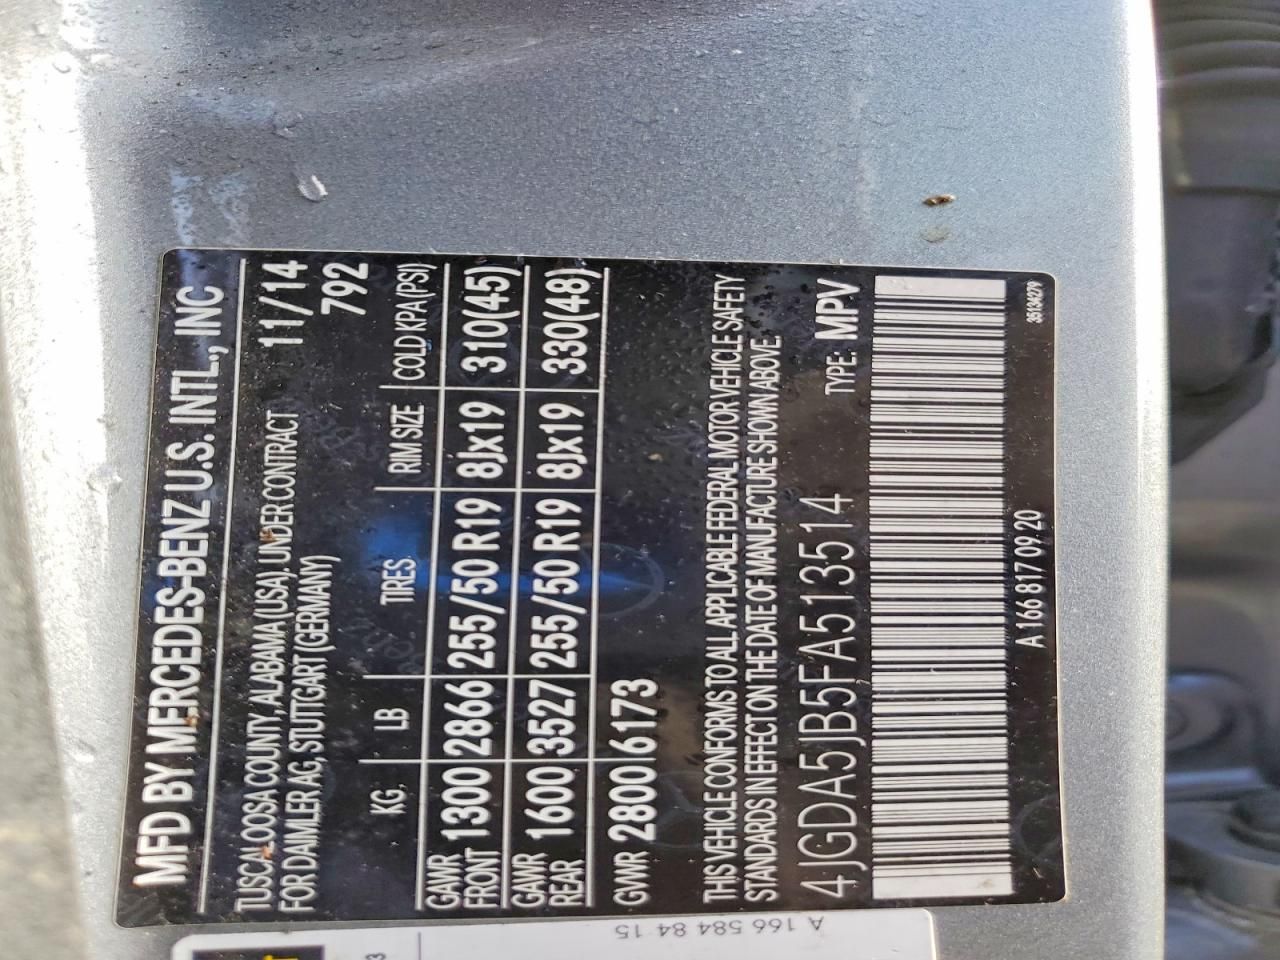 MFD BY MERCEDES-BENZ U.S. INTL., INC
TUSCALOOSA COUNTY, ALABAMA (USA), UNDER CONTRACT 11/14
FOR DAIMLER AG, STUTTGART (GERMANY) 792
KG. LB TIRES RIM SIZE COLD KPA (PSI)
GAWR FRONT 1300 2866 255/50 R19 8Jx19 310(45)
GAWR REAR 1600 3527 255/50 R19 8Jx19 330(48)
GVWR 2800/6173
THIS VEHICLE CONFORMS TO ALL APPLICABLE FEDERAL MOTOR VEHICLE SAFETY
STANDARDS IN EFFECT ON THE DATE OF MANUFACTURE SHOWN ABOVE.
4JGDA5JB5FA513514 TYPE: MPV
A 166 817 09 20 35134279
A 166 584 84 15